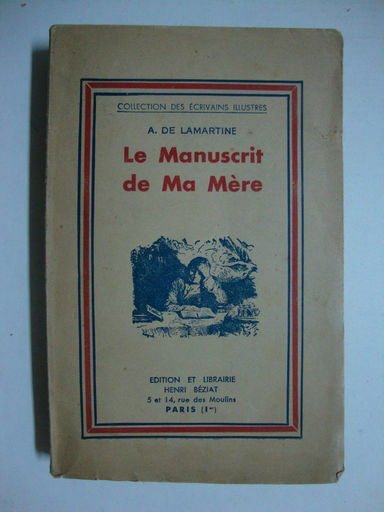 COLLECTION DES ÉCRIVAINS ILLUSTRES
A. DE LAMARTINE
Le Manuscrit
de Ma Mère
EDITION ET LIBRAIRIE
HENRI BÉZIAT
5 et 14, rue des Moulins
PARIS (Iᵉʳ)